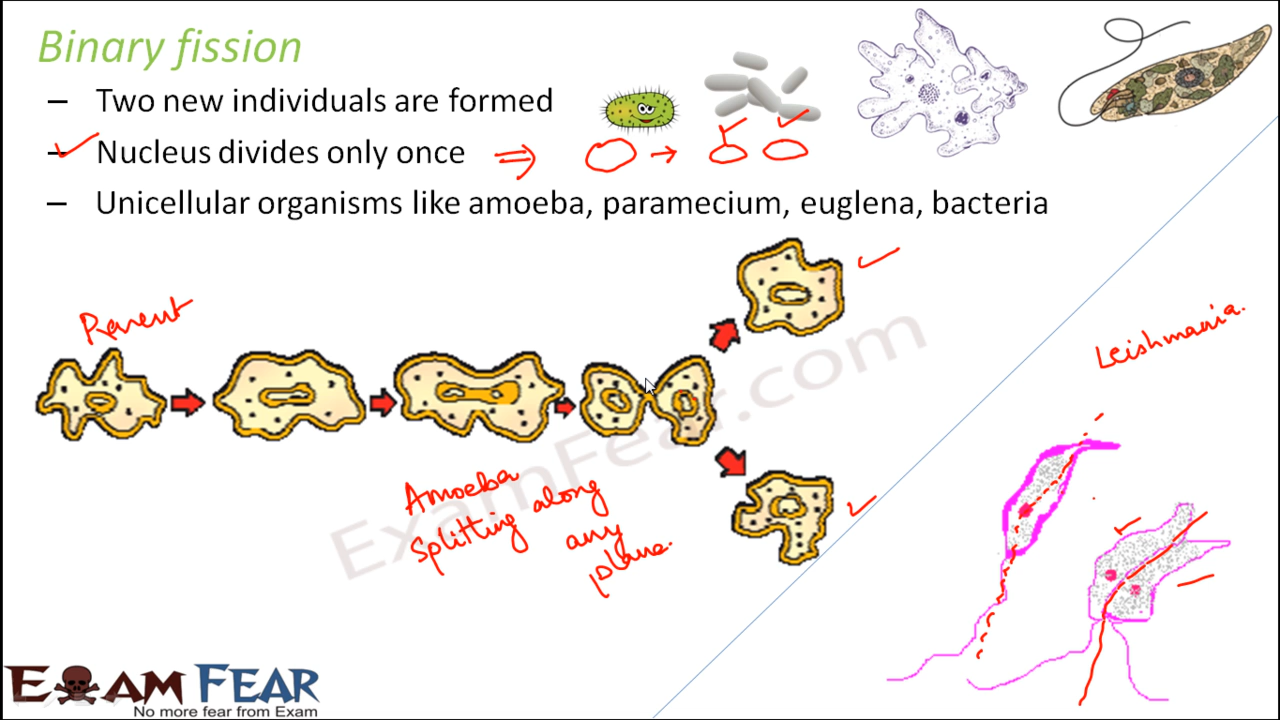 Binary fission
– Two new individuals are formed
– Nucleus divides only once ⇒ →
– Unicellular organisms like amoeba, paramecium, euglena, bacteria
Parent
Leishmania.
Amoeba
splitting along
any
plane.
ExamFear.com
EXAM FEAR
No more fear from Exam